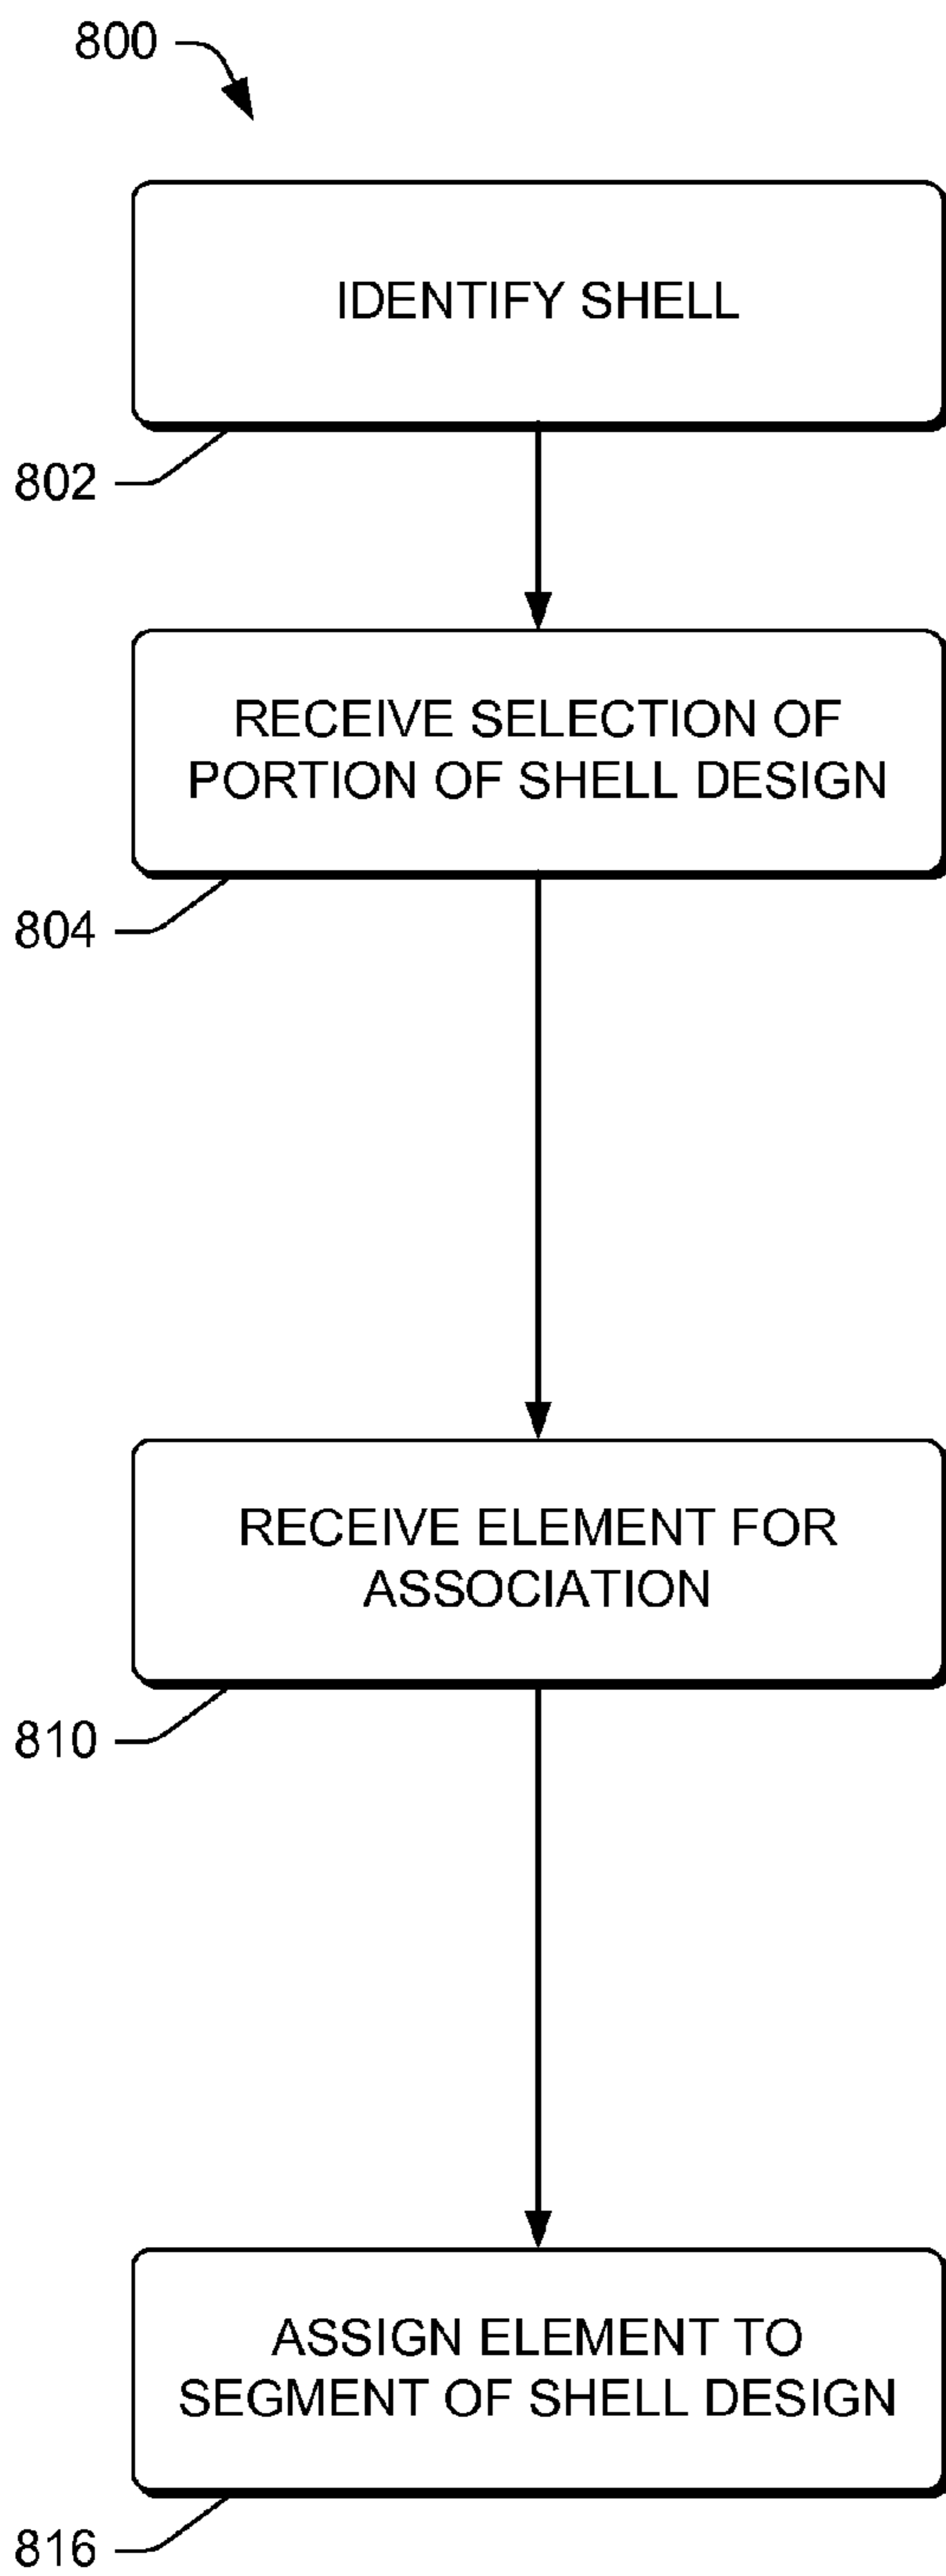 800
IDENTIFY SHELL
802
RECEIVE SELECTION OF
PORTION OF SHELL DESIGN
804
RECEIVE ELEMENT FOR
ASSOCIATION
810
ASSIGN ELEMENT TO
SEGMENT OF SHELL DESIGN
816